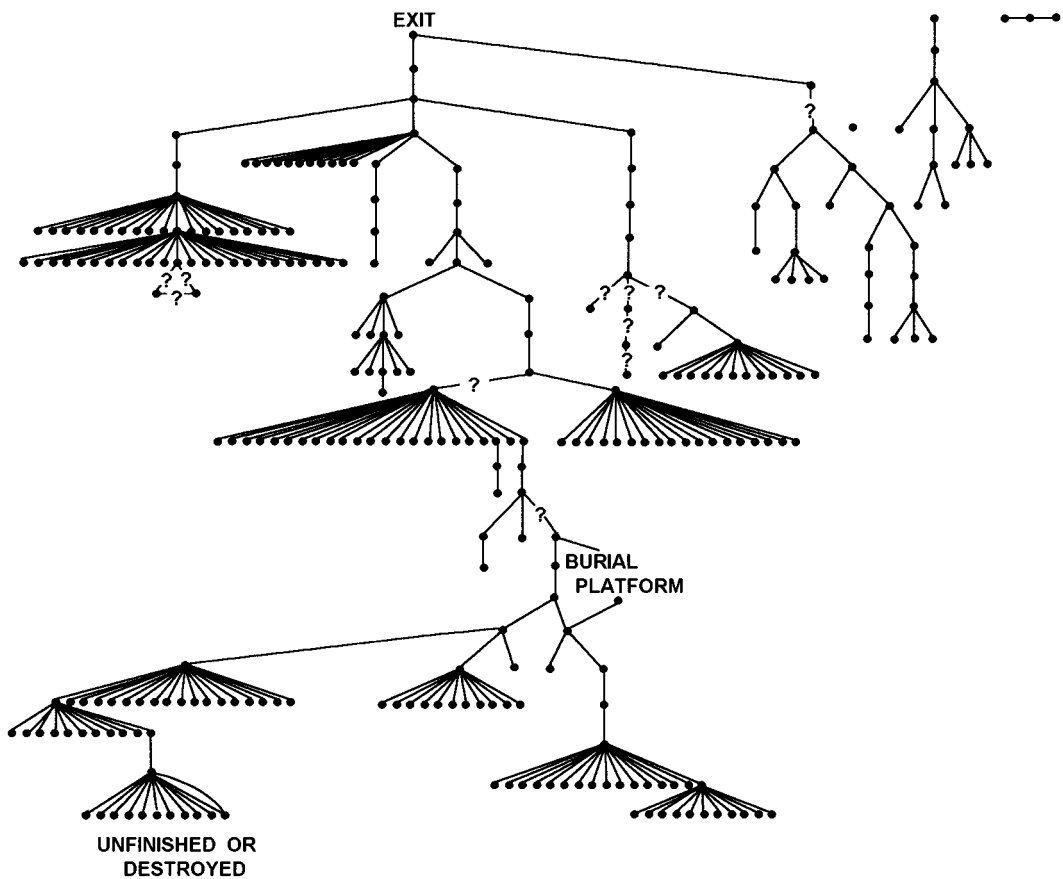 EXIT
?
? ?
?
? ? ?
?
?
?
?
BURIAL
PLATFORM
UNFINISHED OR
DESTROYED